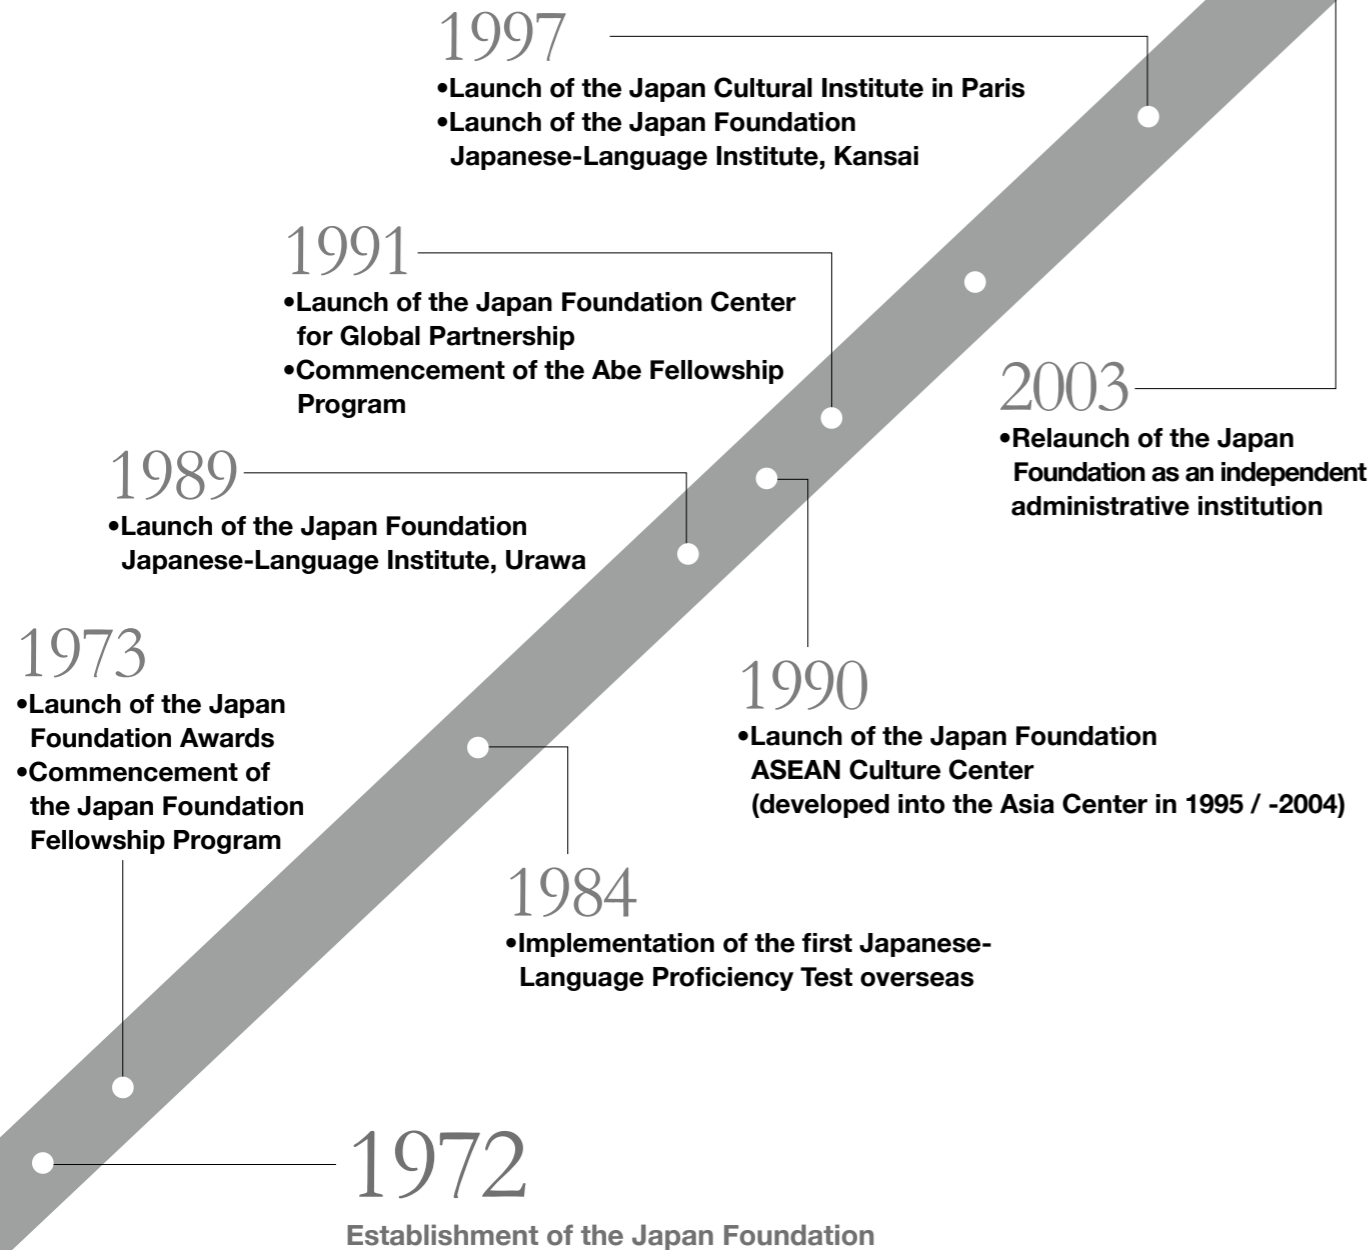 1997
•Launch of the Japan Cultural Institute in Paris
•Launch of the Japan Foundation
Japanese-Language Institute, Kansai
1991
•Launch of the Japan Foundation Center
for Global Partnership
•Commencement of the Abe Fellowship
Program
2003
•Relaunch of the Japan
Foundation as an independent
administrative institution
1989
•Launch of the Japan Foundation
Japanese-Language Institute, Urawa
1973
•Launch of the Japan
Foundation Awards
•Commencement of
the Japan Foundation
Fellowship Program
1990
•Launch of the Japan Foundation
ASEAN Culture Center
(developed into the Asia Center in 1995 / -2004)
1984
•Implementation of the first Japanese-
Language Proficiency Test overseas
1972
Establishment of the Japan Foundation